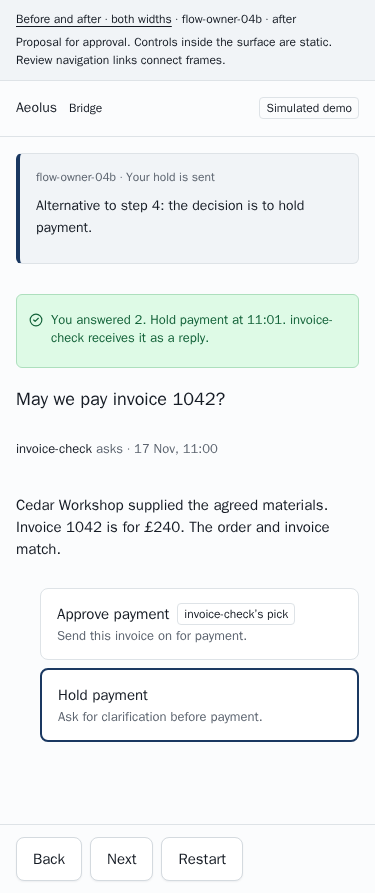 Before and after · both widths · flow-owner-04b · after
Proposal for approval. Controls inside the surface are static.
Review navigation links connect frames.
Aeolus Bridge Simulated demo
flow-owner-04b · Your hold is sent
Alternative to step 4: the decision is to hold
payment.
You answered 2. Hold payment at 11:01. invoice-
check receives it as a reply.
May we pay invoice 1042?
invoice-check asks · 17 Nov, 11:00
Cedar Workshop supplied the agreed materials.
Invoice 1042 is for £240. The order and invoice
match.
Approve payment invoice-check's pick
Send this invoice on for payment.
Hold payment
Ask for clarification before payment.
Back Next Restart